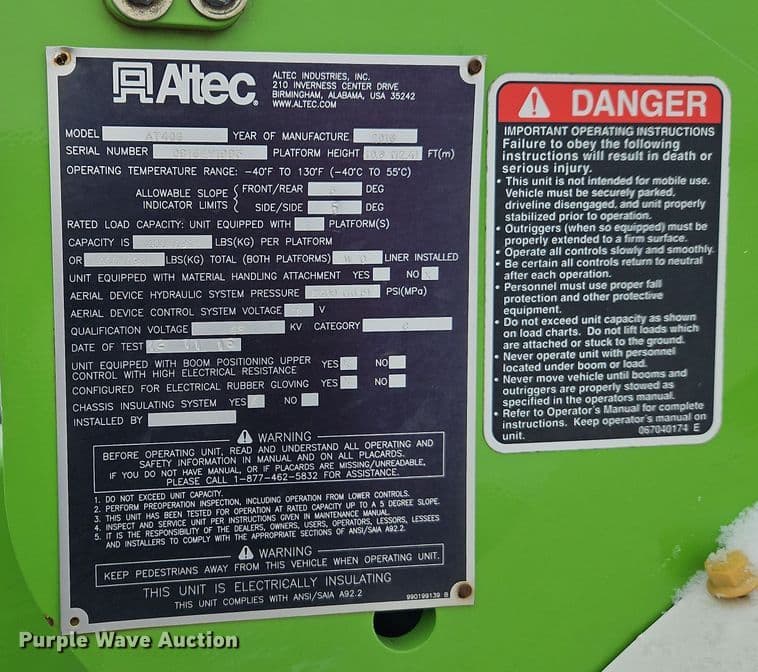 Altec
ALTEC INDUSTRIES, INC.
210 INVERNESS CENTER DRIVE
BIRMINGHAM, ALABAMA, USA 35242
WWW.ALTEC.COM
MODEL YEAR OF MANUFACTURE
SERIAL NUMBER PLATFORM HEIGHT FT(m)
OPERATING TEMPERATURE RANGE: -40°F TO 130°F (-40°C TO 55°C)
ALLOWABLE SLOPE FRONT/REAR 5 DEG
INDICATOR LIMITS SIDE/SIDE 5 DEG
RATED LOAD CAPACITY: UNIT EQUIPPED WITH PLATFORM(S)
CAPACITY IS LBS(KG) PER PLATFORM
OR LBS(KG) TOTAL (BOTH PLATFORMS) LINER INSTALLED
UNIT EQUIPPED WITH MATERIAL HANDLING ATTACHMENT YES NO X
AERIAL DEVICE HYDRAULIC SYSTEM PRESSURE PSI(MPa)
AERIAL DEVICE CONTROL SYSTEM VOLTAGE V
QUALIFICATION VOLTAGE KV CATEGORY C
DATE OF TEST
UNIT EQUIPPED WITH BOOM POSITIONING UPPER YES NO
CONTROL WITH HIGH ELECTRICAL RESISTANCE
CONFIGURED FOR ELECTRICAL RUBBER GLOVING YES NO
CHASSIS INSULATING SYSTEM YES NO
INSTALLED BY
WARNING
BEFORE OPERATING UNIT, READ AND UNDERSTAND ALL OPERATING AND
SAFETY INFORMATION IN MANUAL AND ON ALL PLACARDS.
IF YOU DO NOT HAVE MANUAL, OR IF PLACARDS ARE MISSING/UNREADABLE,
PLEASE CALL 1-877-462-5832 FOR ASSISTANCE.
1. DO NOT EXCEED UNIT CAPACITY.
2. PERFORM PREOPERATION INSPECTION, INCLUDING OPERATION FROM LOWER CONTROLS.
3. THIS UNIT HAS BEEN TESTED FOR OPERATION AT RATED CAPACITY UP TO A 5 DEGREE SLOPE.
4. INSPECT AND SERVICE UNIT PER INSTRUCTIONS GIVEN IN MAINTENANCE MANUAL.
5. IT IS THE RESPONSIBILITY OF THE DEALERS, OWNERS, USERS, OPERATORS, LESSORS, LESSEES
AND INSTALLERS TO COMPLY WITH THE APPROPRIATE SECTIONS OF ANSI/SAIA A92.2.
WARNING
KEEP PEDESTRIANS AWAY FROM THIS VEHICLE WHEN OPERATING UNIT.
THIS UNIT IS ELECTRICALLY INSULATING
THIS UNIT COMPLIES WITH ANSI/SAIA A92.2
990199139 B
DANGER
IMPORTANT OPERATING INSTRUCTIONS
Failure to obey the following
instructions will result in death or
serious injury.
• This unit is not intended for mobile use.
Vehicle must be securely parked,
driveline disengaged, and unit properly
stabilized prior to operation.
• Outriggers (when so equipped) must be
properly extended to a firm surface.
• Operate all controls slowly and smoothly.
• Be certain all controls return to neutral
after each operation.
• Personnel must use proper fall
protection and other protective
equipment.
• Do not exceed unit capacity as shown
on load charts. Do not lift loads which
are attached or stuck to the ground.
• Never operate unit with personnel
located under boom or load.
• Never move vehicle until booms and
outriggers are properly stowed as
specified in the operators manual.
• Refer to Operator's Manual for complete
instructions. Keep operator's manual on
unit.
067040174 E
Purple Wave Auction